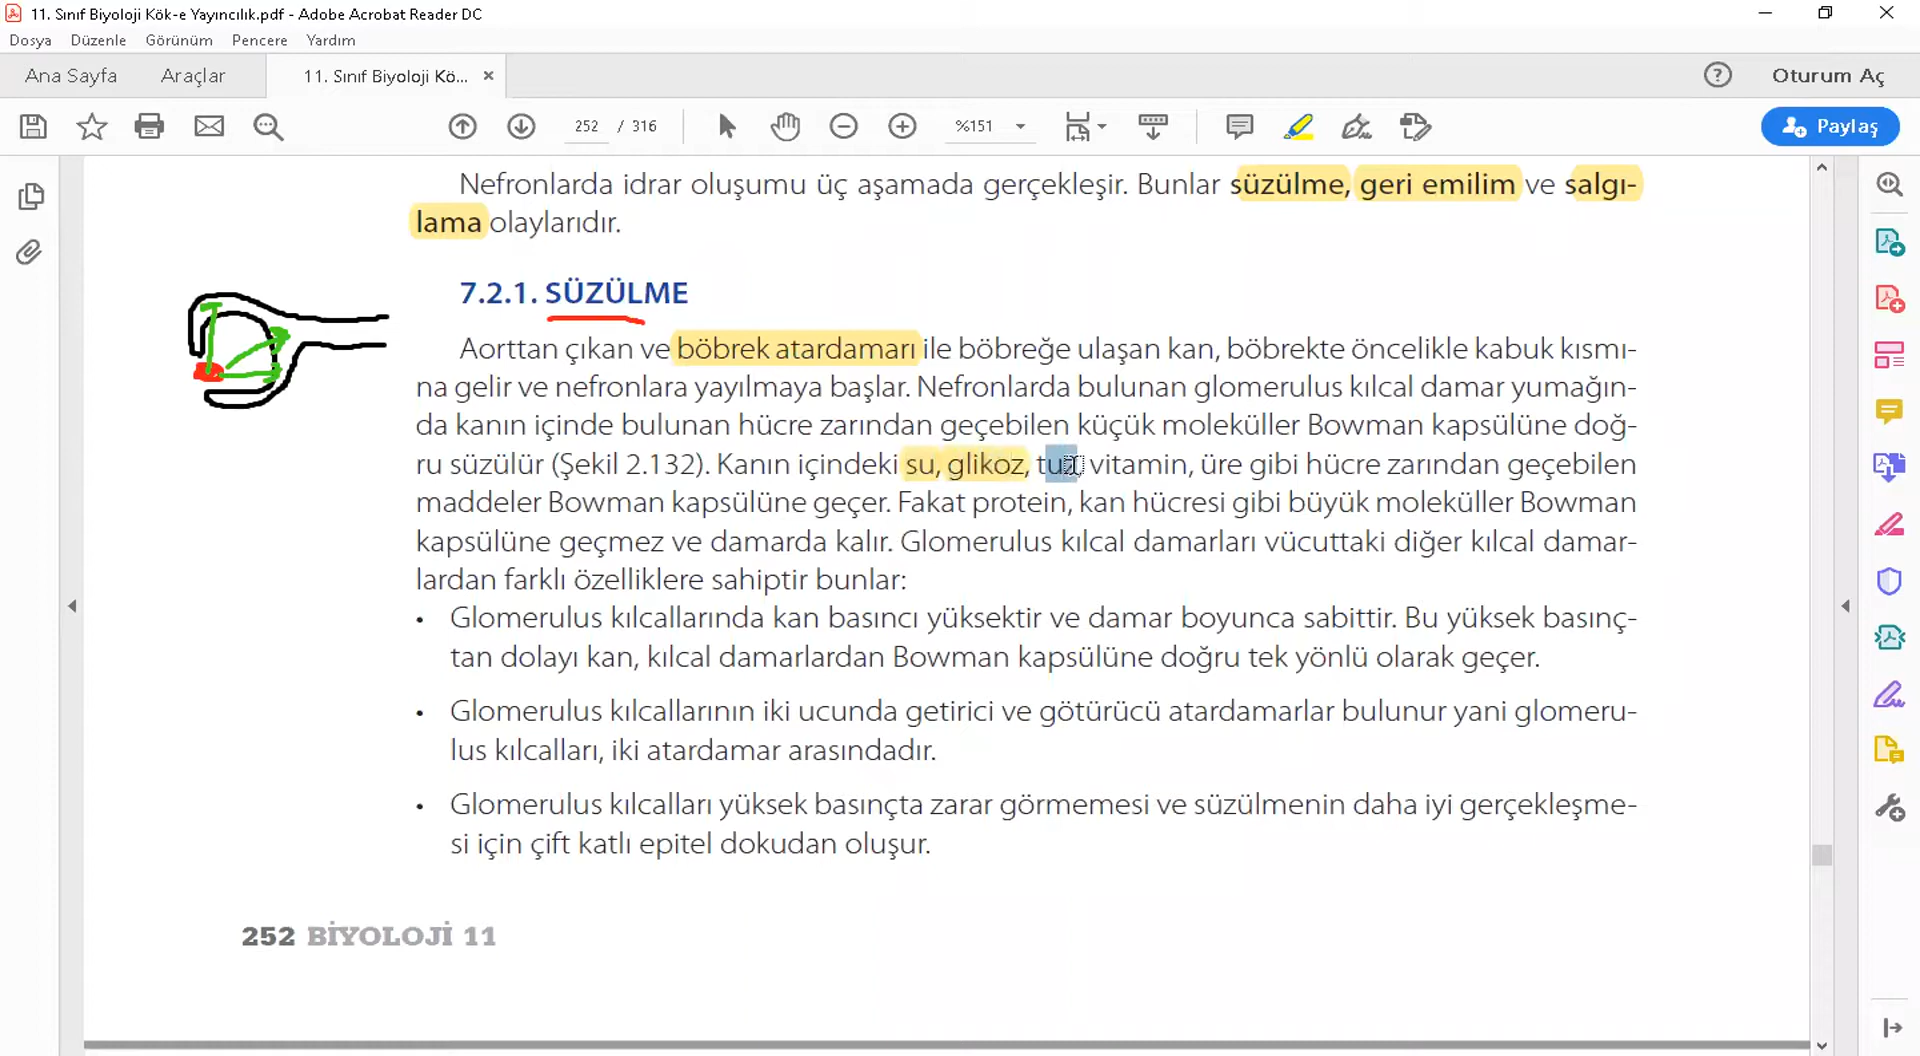 11. Sınıf Biyoloji Kök-e Yayıncılık.pdf - Adobe Acrobat Reader DC
Dosya Düzenle Görünüm Pencere Yardım
Ana Sayfa Araçlar 11. Sınıf Biyoloji Kö... × ? Oturum Aç
252 / 316 %151 Paylaş
Nefronlarda idrar oluşumu üç aşamada gerçekleşir. Bunlar süzülme, geri emilim ve salgı-
lama olaylarıdır.
7.2.1. SÜZÜLME
Aorttan çıkan ve böbrek atardamarı ile böbreğe ulaşan kan, böbrekte öncelikle kabuk kısmı-
na gelir ve nefronlara yayılmaya başlar. Nefronlarda bulunan glomerulus kılcal damar yumağın-
da kanın içinde bulunan hücre zarından geçebilen küçük moleküller Bowman kapsülüne doğ-
ru süzülür (Şekil 2.132). Kanın içindeki su, glikoz, tuz, vitamin, üre gibi hücre zarından geçebilen
maddeler Bowman kapsülüne geçer. Fakat protein, kan hücresi gibi büyük moleküller Bowman
kapsülüne geçmez ve damarda kalır. Glomerulus kılcal damarları vücuttaki diğer kılcal damar-
lardan farklı özelliklere sahiptir bunlar:
• Glomerulus kılcallarında kan basıncı yüksektir ve damar boyunca sabittir. Bu yüksek basınç-
tan dolayı kan, kılcal damarlardan Bowman kapsülüne doğru tek yönlü olarak geçer.
• Glomerulus kılcallarının iki ucunda getirici ve götürücü atardamarlar bulunur yani glomeru-
lus kılcalları, iki atardamar arasındadır.
• Glomerulus kılcalları yüksek basınçta zarar görmemesi ve süzülmenin daha iyi gerçekleşme-
si için çift katlı epitel dokudan oluşur.
252 BİYOLOJİ 11